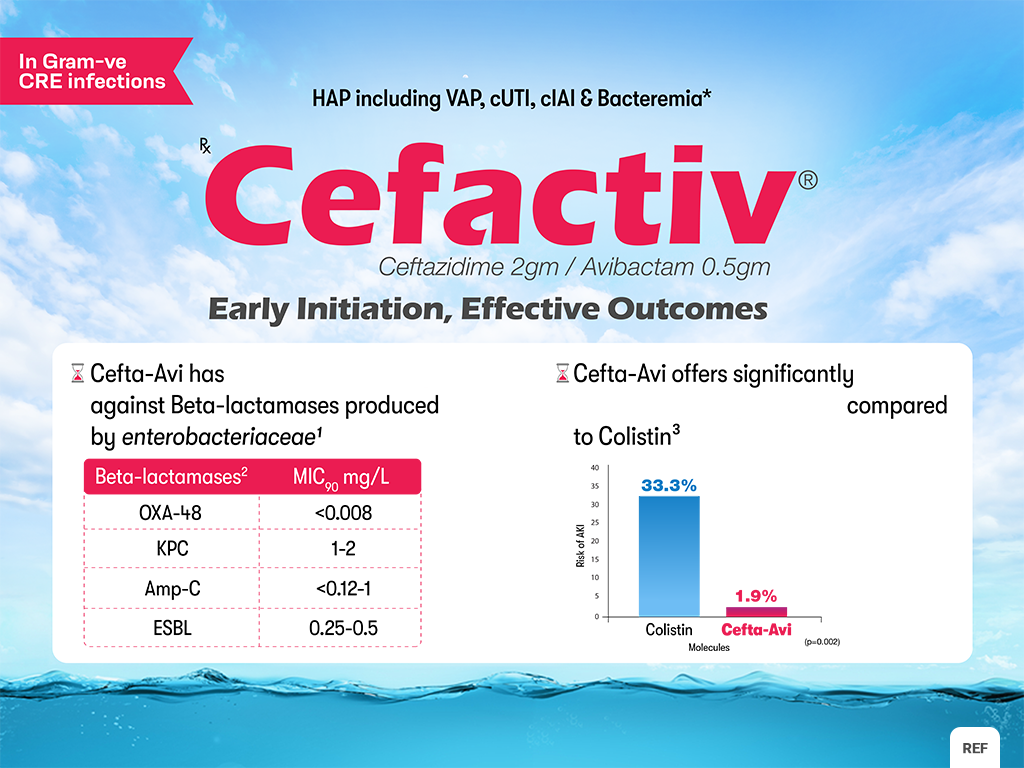 In Gram-ve
CRE infections
HAP including VAP, cUTI, cIAI & Bacteremia*
℞
Cefactiv®
Ceftazidime 2gm / Avibactam 0.5gm
Early Initiation, Effective Outcomes
Cefta-Avi has
against Beta-lactamases produced
by enterobacteriaceae¹
Beta-lactamases² MIC₉₀ mg/L
OXA-48 <0.008
KPC 1-2
Amp-C <0.12-1
ESBL 0.25-0.5
Cefta-Avi offers significantly
compared
to Colistin³
Risk of AKI
40
35
30
25
20
15
10
5
0
33.3%
1.9%
Colistin Cefta-Avi
Molecules
(p=0.002)
REF